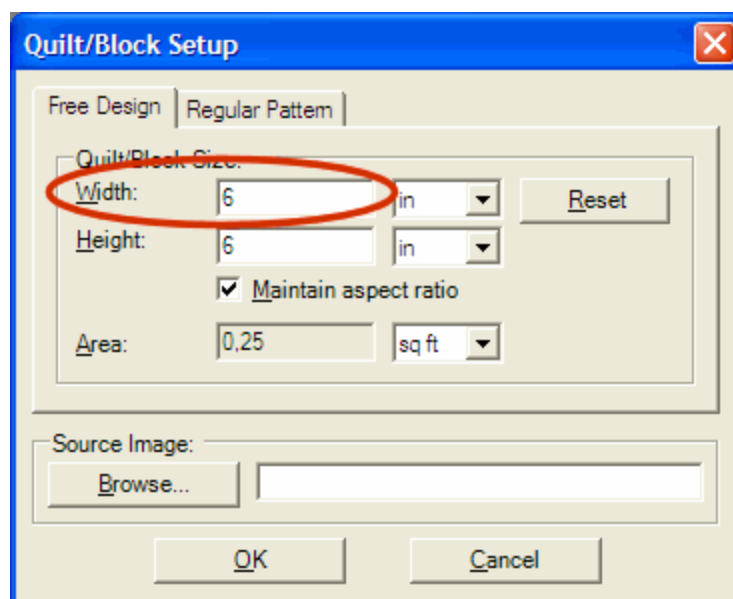 Quilt/Block Setup
Free Design Regular Pattern
Quilt/Block Size:
Width: 6 in Reset
Height: 6 in
Maintain aspect ratio
Area: 0,25 sq ft
Source Image:
Browse...
OK Cancel